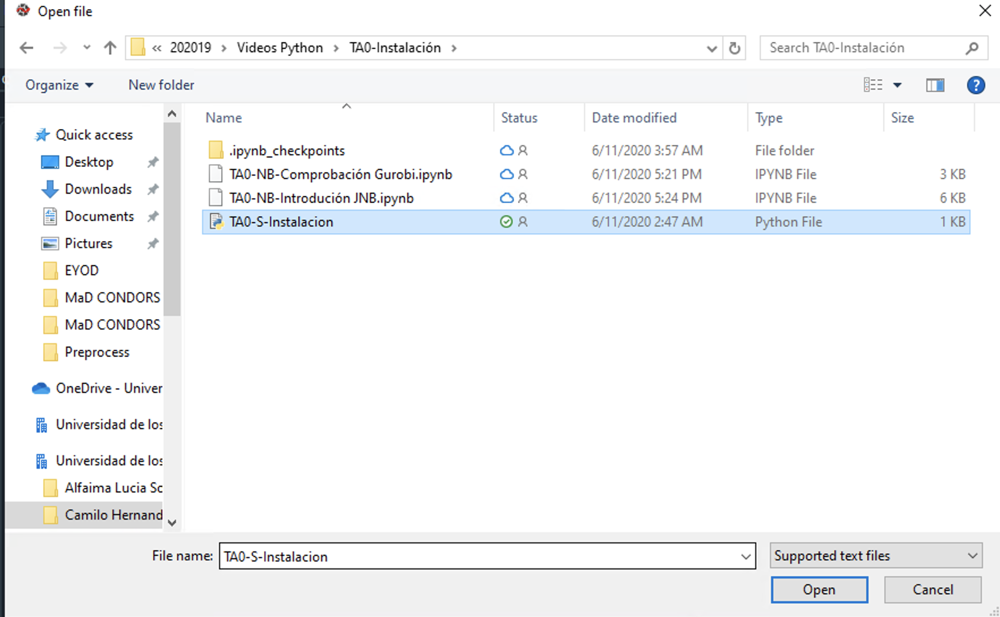 Open file
« 202019 > Videos Python > TA0-Instalación >
Search TA0-Instalación
Organize
New folder
?
Name
Status
Date modified
Type
Size
.ipynb_checkpoints 6/11/2020 3:57 AM File folder
TA0-NB-Comprobación Gurobi.ipynb 6/11/2020 5:21 PM IPYNB File 3 KB
TA0-NB-Introdución JNB.ipynb 6/11/2020 5:24 PM IPYNB File 6 KB
TA0-S-Instalacion 6/11/2020 2:47 AM Python File 1 KB
Quick access
Desktop
Downloads
Documents
Pictures
EYOD
MaD CONDORS
MaD CONDORS
Preprocess
OneDrive - Univer
Universidad de los
Universidad de los
Alfaima Lucia Sc
Camilo Hernand
File name: TA0-S-Instalacion
Supported text files
Open
Cancel